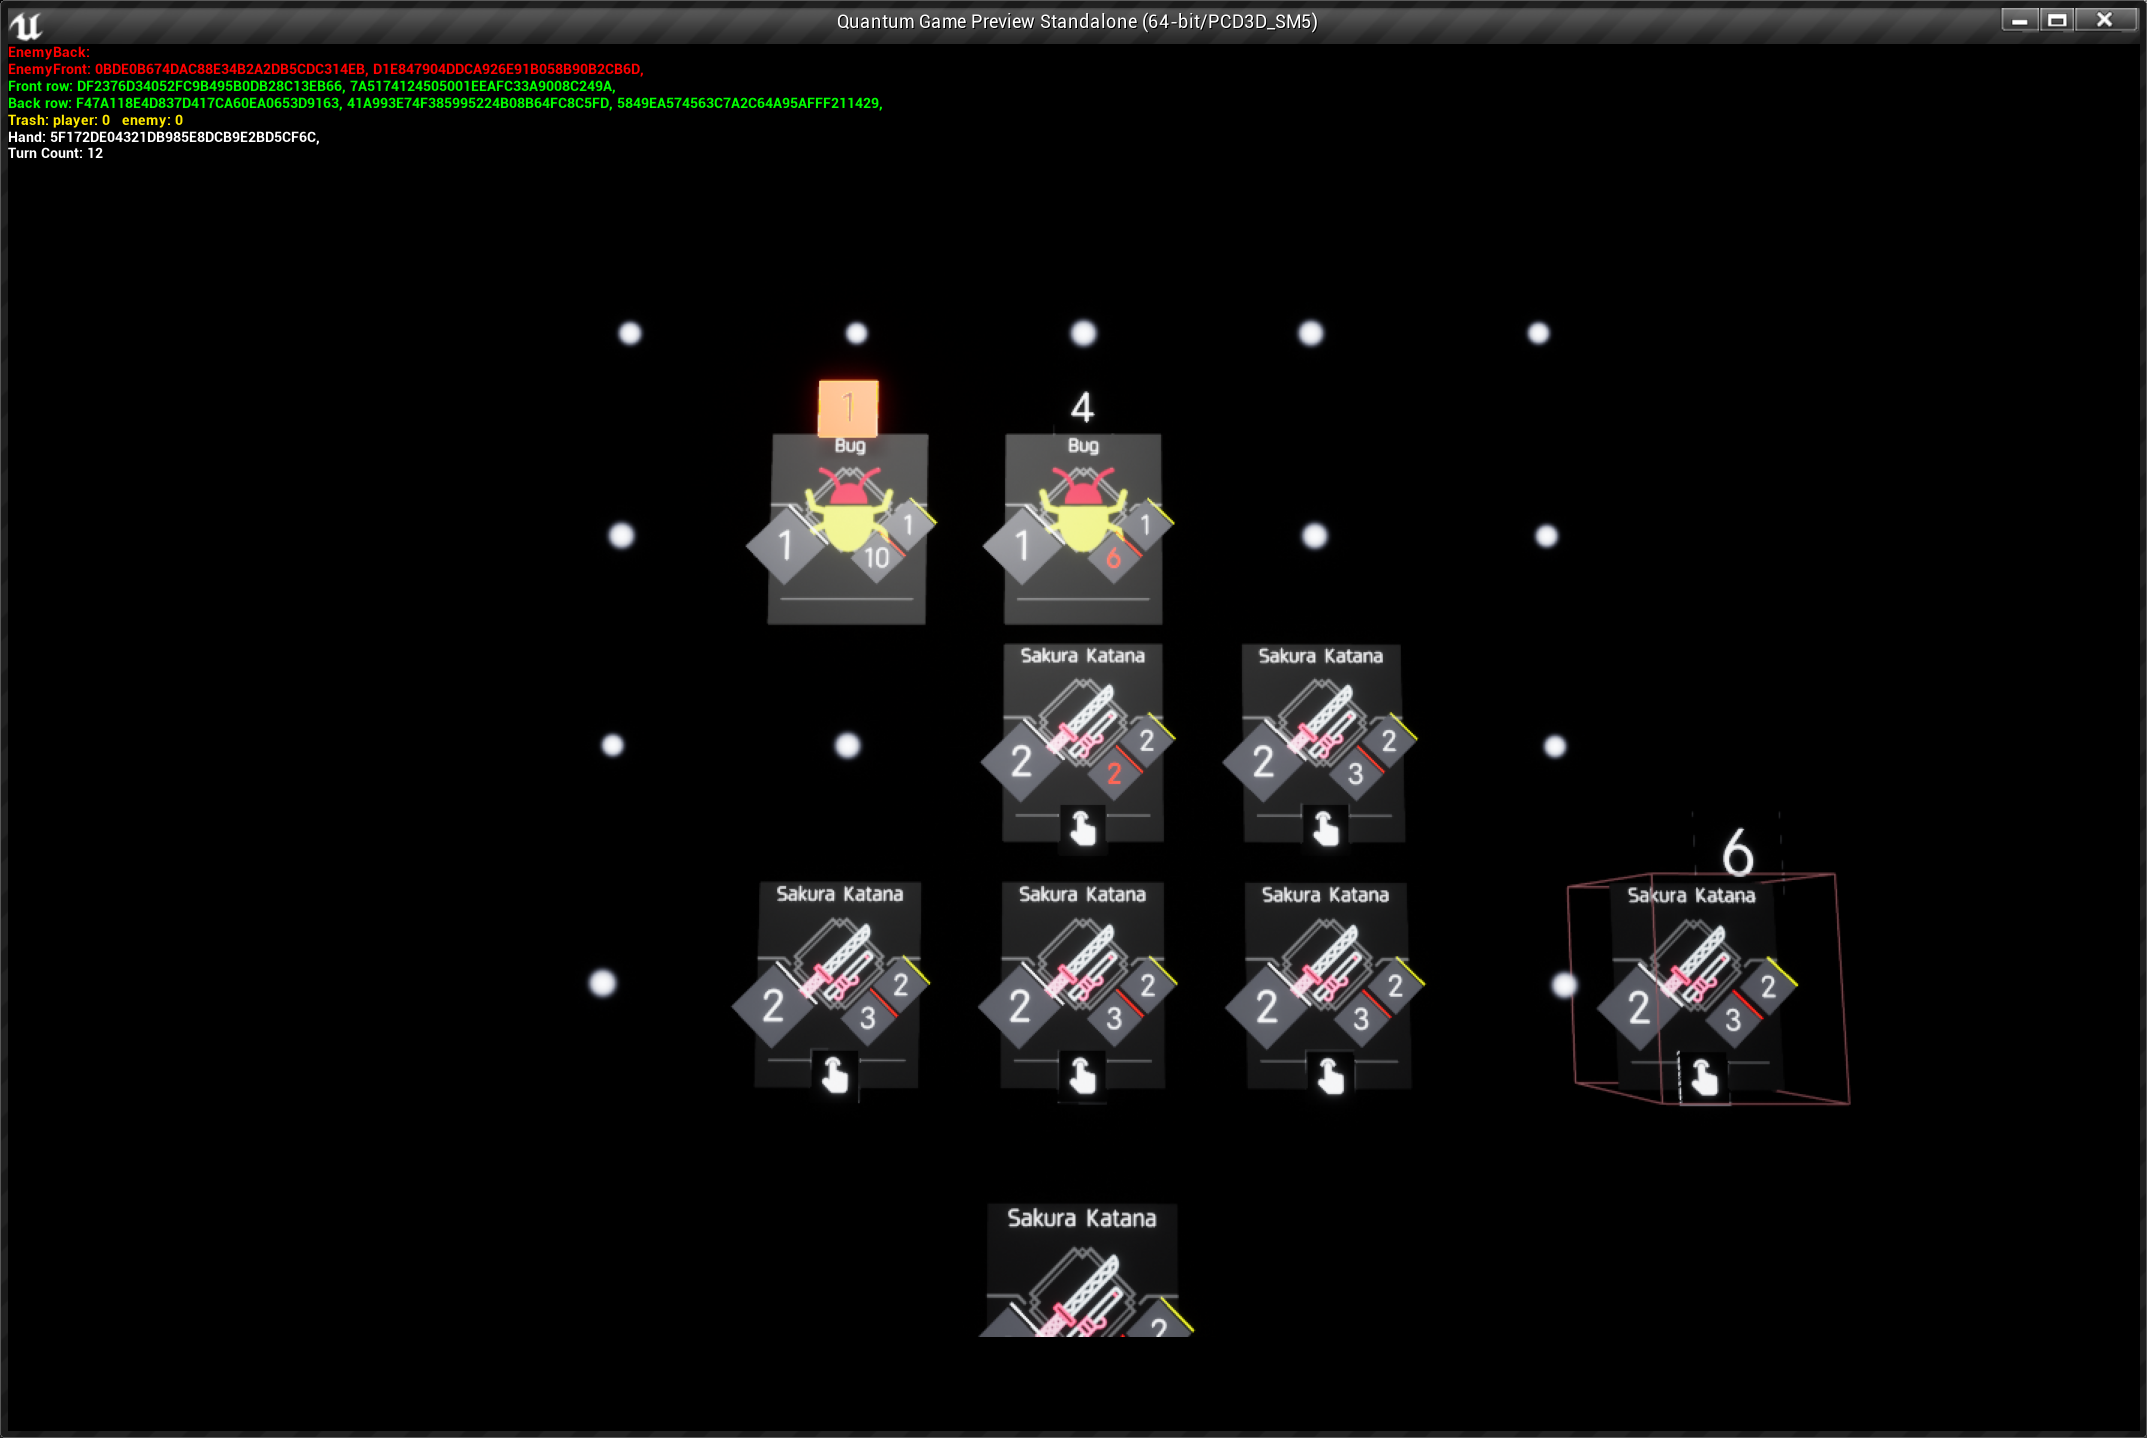 Quantum Game Preview Standalone (64-bit/PCD3D_SM5)
EnemyBack:
EnemyFront: 0BDE0B674DAC88E34B2A2DB5CDC314EB, D1E847904DDCA926E91B058B90B2CB6D,
Front row: DF2376D34052FC9B495B0DB28C13EB66, 7A5174124505001EEAFC33A9008C249A,
Back row: F47A118E4D837D417CA60EA0653D9163, 41A993E74F385995224B08B64FC8C5FD, 5849EA574563C7A2C64A95AFFF211429,
Trash: player: 0 enemy: 0
Hand: 5F172DE04321DB985E8DCB9E2BD5CF6C,
Turn Count: 12
1
4
Bug
1
1
10
Bug
1
1
6
Sakura Katana
2
2
2
Sakura Katana
2
2
3
6
Sakura Katana
2
2
3
Sakura Katana
2
2
3
Sakura Katana
2
2
3
Sakura Katana
2
2
3
Sakura Katana
2